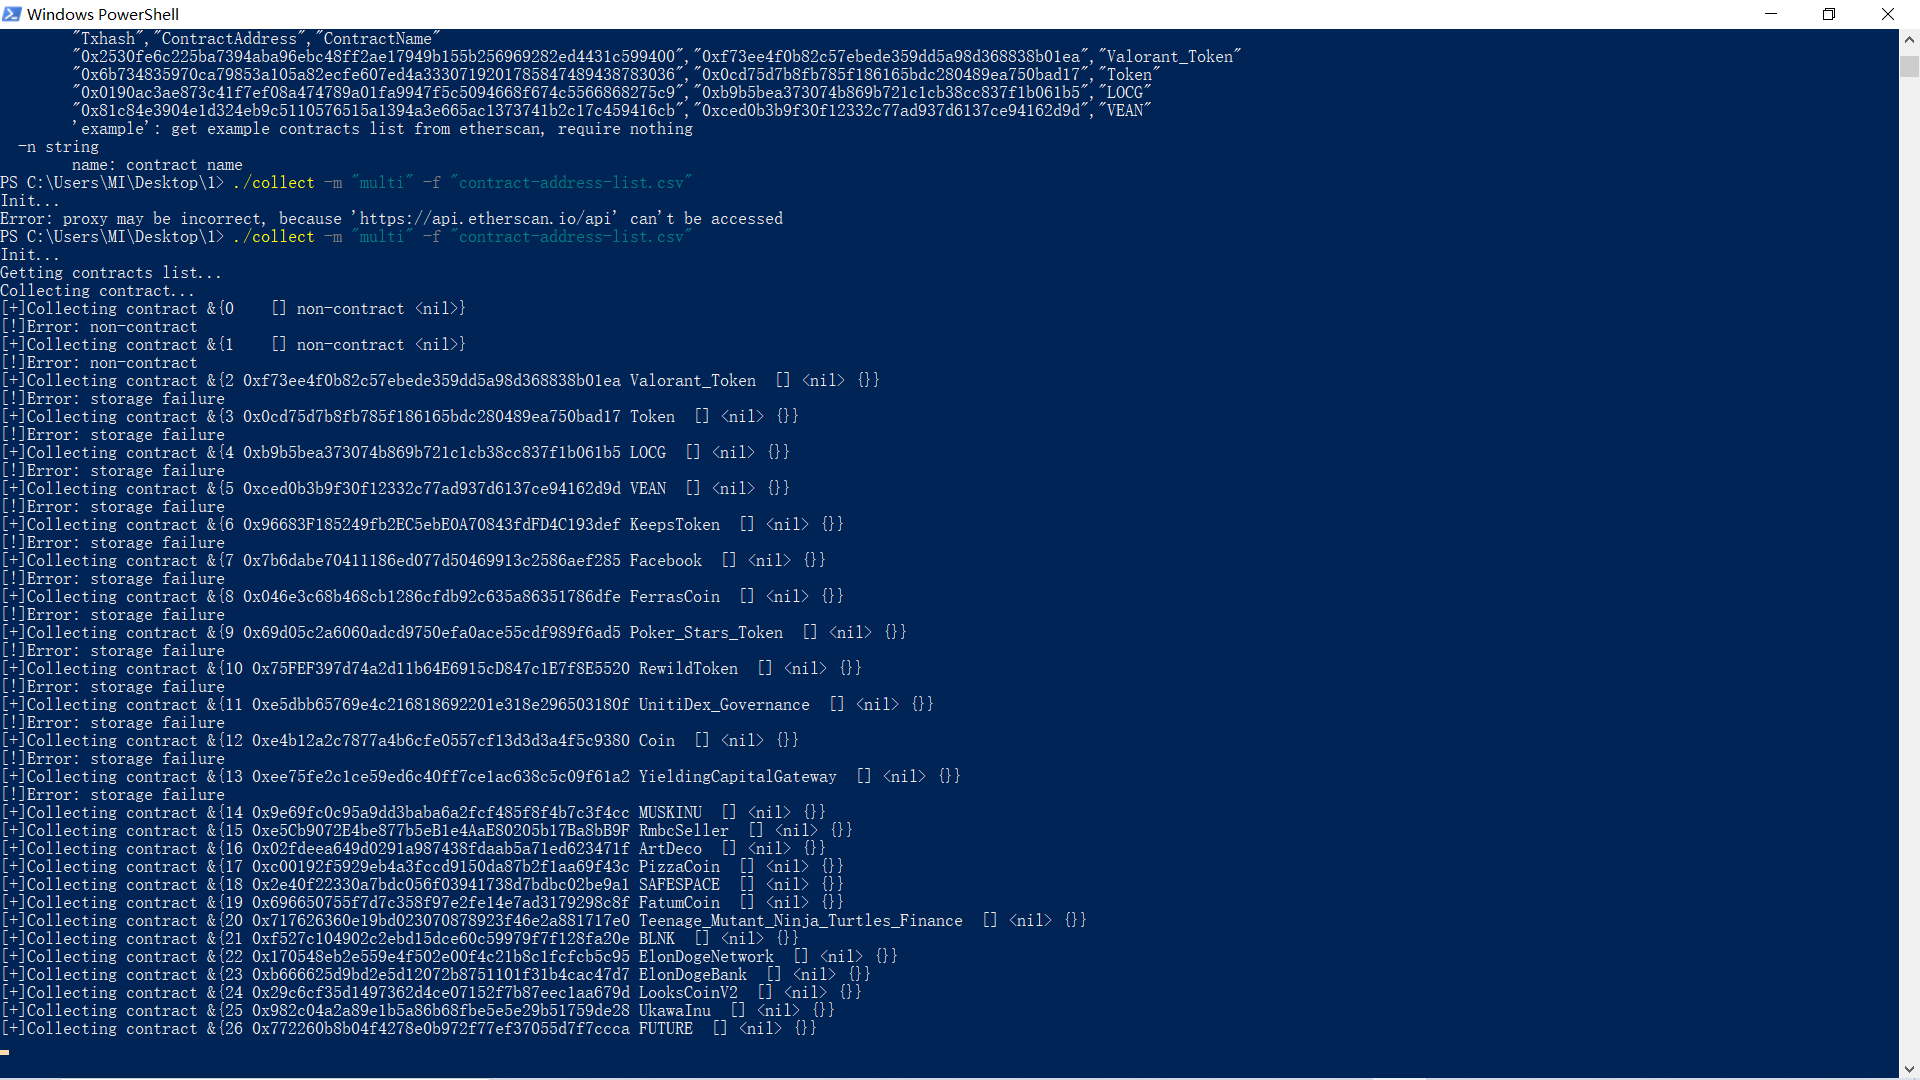 Windows PowerShell
"Txhash","ContractAddress","ContractName"
"0x2530fe6c225ba7394aba96ebc48ff2ae17949b155b256969282ed4431c599400","0xf73ee4f0b82c57ebede359dd5a98d368838b01ea","Valorant_Token"
"0x6b734835970ca79853a105a82ecfe607ed4a3330719201785847489438783036","0x0cd75d7b8fb785f186165bdc280489ea750bad17","Token"
"0x0190ac3ae873c41f7ef08a474789a01fa9947f5c5094668f674c5566868275c9","0xb9b5bea373074b869b721c1cb38cc837f1b061b5","LOCG"
"0x81c84e3904e1d324eb9c5110576515a1394a3e665ac1373741b2c17c459416cb","0xced0b3b9f30f12332c77ad937d6137ce94162d9d","VEAN"
'example': get example contracts list from etherscan, require nothing
-n string
name: contract name
PS C:\Users\MI\Desktop\1> ./collect -m "multi" -f "contract-address-list.csv"
Init...
Error: proxy may be incorrect, because 'https://api.etherscan.io/api' can't be accessed
PS C:\Users\MI\Desktop\1> ./collect -m "multi" -f "contract-address-list.csv"
Init...
Getting contracts list...
Collecting contract...
[+]Collecting contract &{0    [] non-contract <nil>}
[!]Error: non-contract
[+]Collecting contract &{1    [] non-contract <nil>}
[!]Error: non-contract
[+]Collecting contract &{2 0xf73ee4f0b82c57ebede359dd5a98d368838b01ea Valorant_Token  [] <nil> {}}
[!]Error: storage failure
[+]Collecting contract &{3 0x0cd75d7b8fb785f186165bdc280489ea750bad17 Token  [] <nil> {}}
[!]Error: storage failure
[+]Collecting contract &{4 0xb9b5bea373074b869b721c1cb38cc837f1b061b5 LOCG  [] <nil> {}}
[!]Error: storage failure
[+]Collecting contract &{5 0xced0b3b9f30f12332c77ad937d6137ce94162d9d VEAN  [] <nil> {}}
[!]Error: storage failure
[+]Collecting contract &{6 0x96683F185249fb2EC5ebE0A70843fdFD4C193def KeepsToken  [] <nil> {}}
[!]Error: storage failure
[+]Collecting contract &{7 0x7b6dabe70411186ed077d50469913c2586aef285 Facebook  [] <nil> {}}
[!]Error: storage failure
[+]Collecting contract &{8 0x046e3c68b468cb1286cfdb92c635a86351786dfe FerrasCoin  [] <nil> {}}
[!]Error: storage failure
[+]Collecting contract &{9 0x69d05c2a6060adcd9750efa0ace55cdf989f6ad5 Poker_Stars_Token  [] <nil> {}}
[!]Error: storage failure
[+]Collecting contract &{10 0x75FEF397d74a2d11b64E6915cD847c1E7f8E5520 RewildToken  [] <nil> {}}
[!]Error: storage failure
[+]Collecting contract &{11 0xe5dbb65769e4c216818692201e318e296503180f UnitiDex_Governance  [] <nil> {}}
[!]Error: storage failure
[+]Collecting contract &{12 0xe4b12a2c7877a4b6cfe0557cf13d3d3a4f5c9380 Coin  [] <nil> {}}
[!]Error: storage failure
[+]Collecting contract &{13 0xee75fe2c1ce59ed6c40ff7ce1ac638c5c09f61a2 YieldingCapitalGateway  [] <nil> {}}
[!]Error: storage failure
[+]Collecting contract &{14 0x9e69fc0c95a9dd3baba6a2fcf485f8f4b7c3f4cc MUSKINU  [] <nil> {}}
[+]Collecting contract &{15 0xe5Cb9072E4be877b5eB1e4AaE80205b17Ba8bB9F RmbcSeller  [] <nil> {}}
[+]Collecting contract &{16 0x02fdeea649d0291a987438fdaab5a71ed623471f ArtDeco  [] <nil> {}}
[+]Collecting contract &{17 0xc00192f5929eb4a3fccd9150da87b2f1aa69f43c PizzaCoin  [] <nil> {}}
[+]Collecting contract &{18 0x2e40f22330a7bdc056f03941738d7bdbc02be9a1 SAFESPACE  [] <nil> {}}
[+]Collecting contract &{19 0x696650755f7d7c358f97e2fe14e7ad3179298c8f FatumCoin  [] <nil> {}}
[+]Collecting contract &{20 0x717626360e19bd023070878923f46e2a881717e0 Teenage_Mutant_Ninja_Turtles_Finance  [] <nil> {}}
[+]Collecting contract &{21 0xf527c104902c2ebd15dce60c59979f7f128fa20e BLNK  [] <nil> {}}
[+]Collecting contract &{22 0x170548eb2e559e4f502e00f4c21b8c1fcfcb5c95 ElonDogeNetwork  [] <nil> {}}
[+]Collecting contract &{23 0xb666625d9bd2e5d12072b8751101f31b4cac47d7 ElonDogeBank  [] <nil> {}}
[+]Collecting contract &{24 0x29c6cf35d1497362d4ce07152f7b87eec1aa679d LooksCoinV2  [] <nil> {}}
[+]Collecting contract &{25 0x982c04a2a89e1b5a86b68fbe5e5e29b51759de28 UkawaInu  [] <nil> {}}
[+]Collecting contract &{26 0x772260b8b04f4278e0b972f77ef37055d7f7ccca FUTURE  [] <nil> {}}